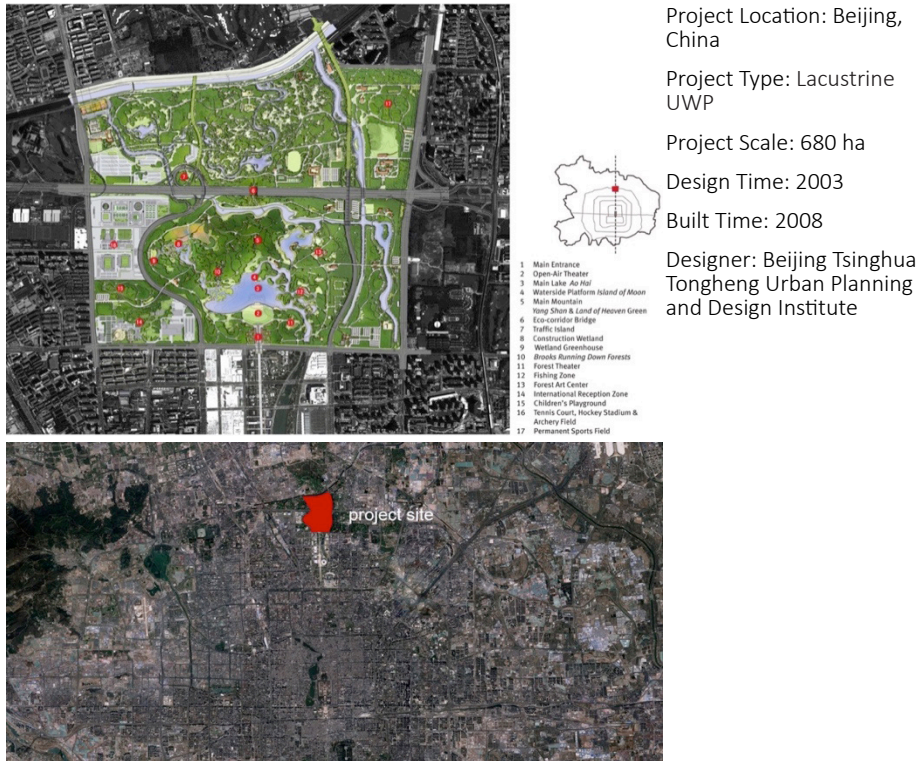 Project Location: Beijing,
China
Project Type: Lacustrine
UWP
Project Scale: 680 ha
Design Time: 2003
Built Time: 2008
Designer: Beijing Tsinghua
Tongheng Urban Planning
and Design Institute
1 Main Entrance
2 Open-Air Theater
3 Main Lake Ao Hai
4 Waterside Platform Island of Moon
5 Main Mountain
Yang Shan & Land of Heaven Green
6 Eco-corridor Bridge
7 Traffic Island
8 Construction Wetland
9 Wetland Greenhouse
10 Brooks Running Down Forests
11 Forest Theater
12 Fishing Zone
13 Forest Art Center
14 International Reception Zone
15 Children's Playground
16 Tennis Court, Hockey Stadium &
Archery Field
17 Permanent Sports Field
project site